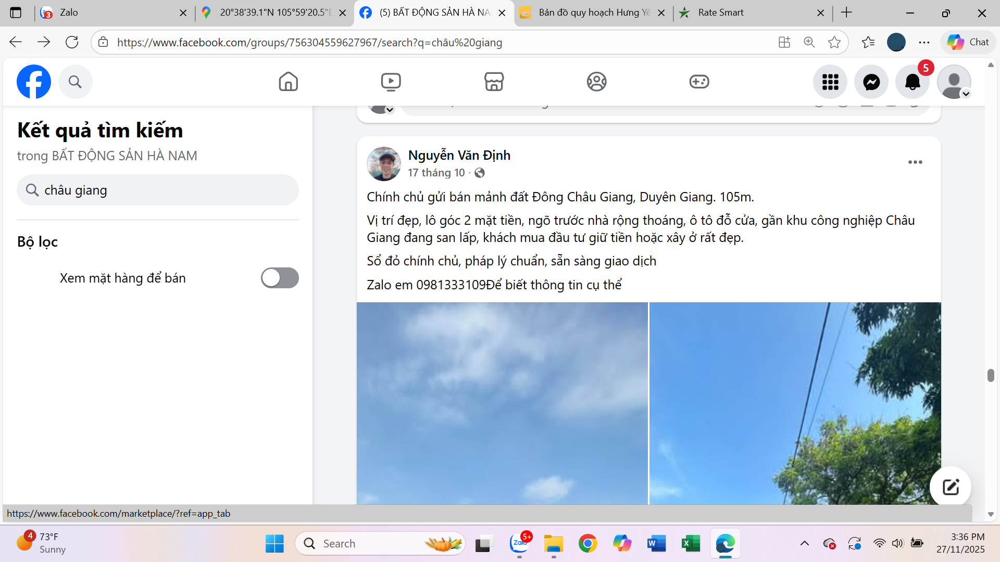 Zalo
20°38'39.1"N 105°59'20.5"E
(5) BẤT ĐỘNG SẢN HÀ NA
Bản đồ quy hoạch Hưng Yê
Rate Smart
https://www.facebook.com/groups/756304559627967/search?q=châu%20giang
Chat
5
Kết quả tìm kiếm
trong BẤT ĐỘNG SẢN HÀ NAM
châu giang
Bộ lọc
Xem mặt hàng để bán
Nguyễn Văn Định
17 tháng 10 ·
Chính chủ gửi bán mảnh đất Đông Châu Giang, Duyên Giang. 105m.
Vị trí đẹp, lô góc 2 mặt tiền, ngõ trước nhà rộng thoáng, ô tô đỗ cửa, gần khu công nghiệp Châu
Giang đang san lấp, khách mua đầu tư giữ tiền hoặc xây ở rất đẹp.
Sổ đỏ chính chủ, pháp lý chuẩn, sẵn sàng giao dịch
Zalo em 0981333109Để biết thông tin cụ thể
https://www.facebook.com/marketplace/?ref=app_tab
4
73°F
Sunny
Search
Zalo
5+
3:36 PM
27/11/2025